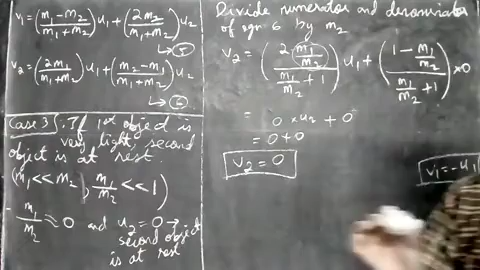 v₁ = (m₁-m₂ / m₁+m₂) u₁ + (2m₂ / m₁+m₂) u₂
→ 5
v₂ = (2m₁ / m₁+m₂) u₁ + (m₂-m₁ / m₁+m₂) u₂
→ 6
Case 3. If 1st object is
very light, second
object is at rest.
(m₁ << m₂, m₁/m₂ << 1)
- m₁/m₂ ≈ 0 and u₂ = 0 →
second object
is at rest
Divide numerator and denominator
of eqn 6 by m₂
v₂ = (2(m₁/m₂) / m₁/m₂ + 1) u₁ + (1 - m₁/m₂ / m₁/m₂ + 1) × 0
= 0 × u₂ + 0
= 0 + 0
v₂ = 0
v₁ = -u₁